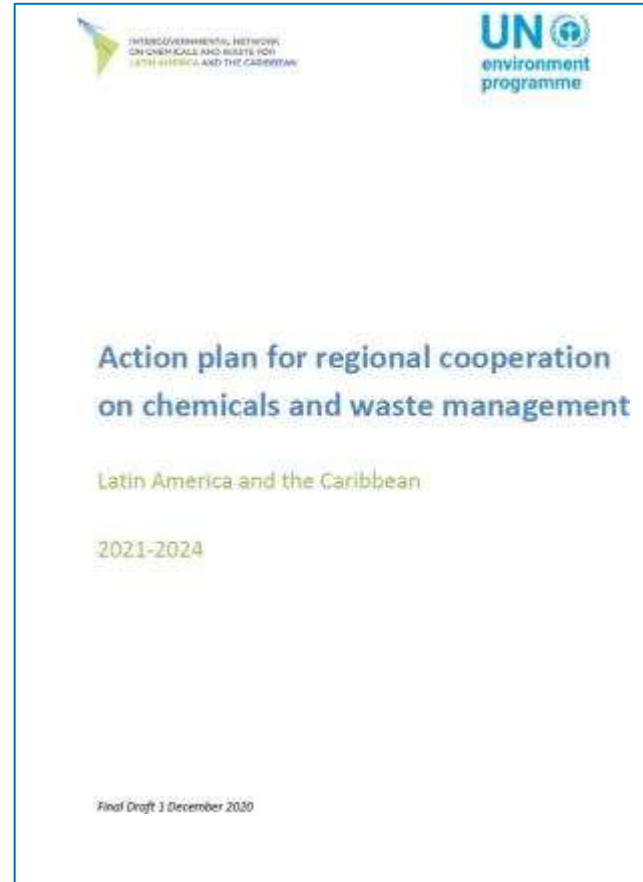 INTERGOVERNMENTAL NETWORK
ON CHEMICALS AND WASTE FOR
LATIN AMERICA AND THE CARIBBEAN
UN
environment
programme
Action plan for regional cooperation
on chemicals and waste management
Latin America and the Caribbean
2021-2024
Final Draft 1 December 2020